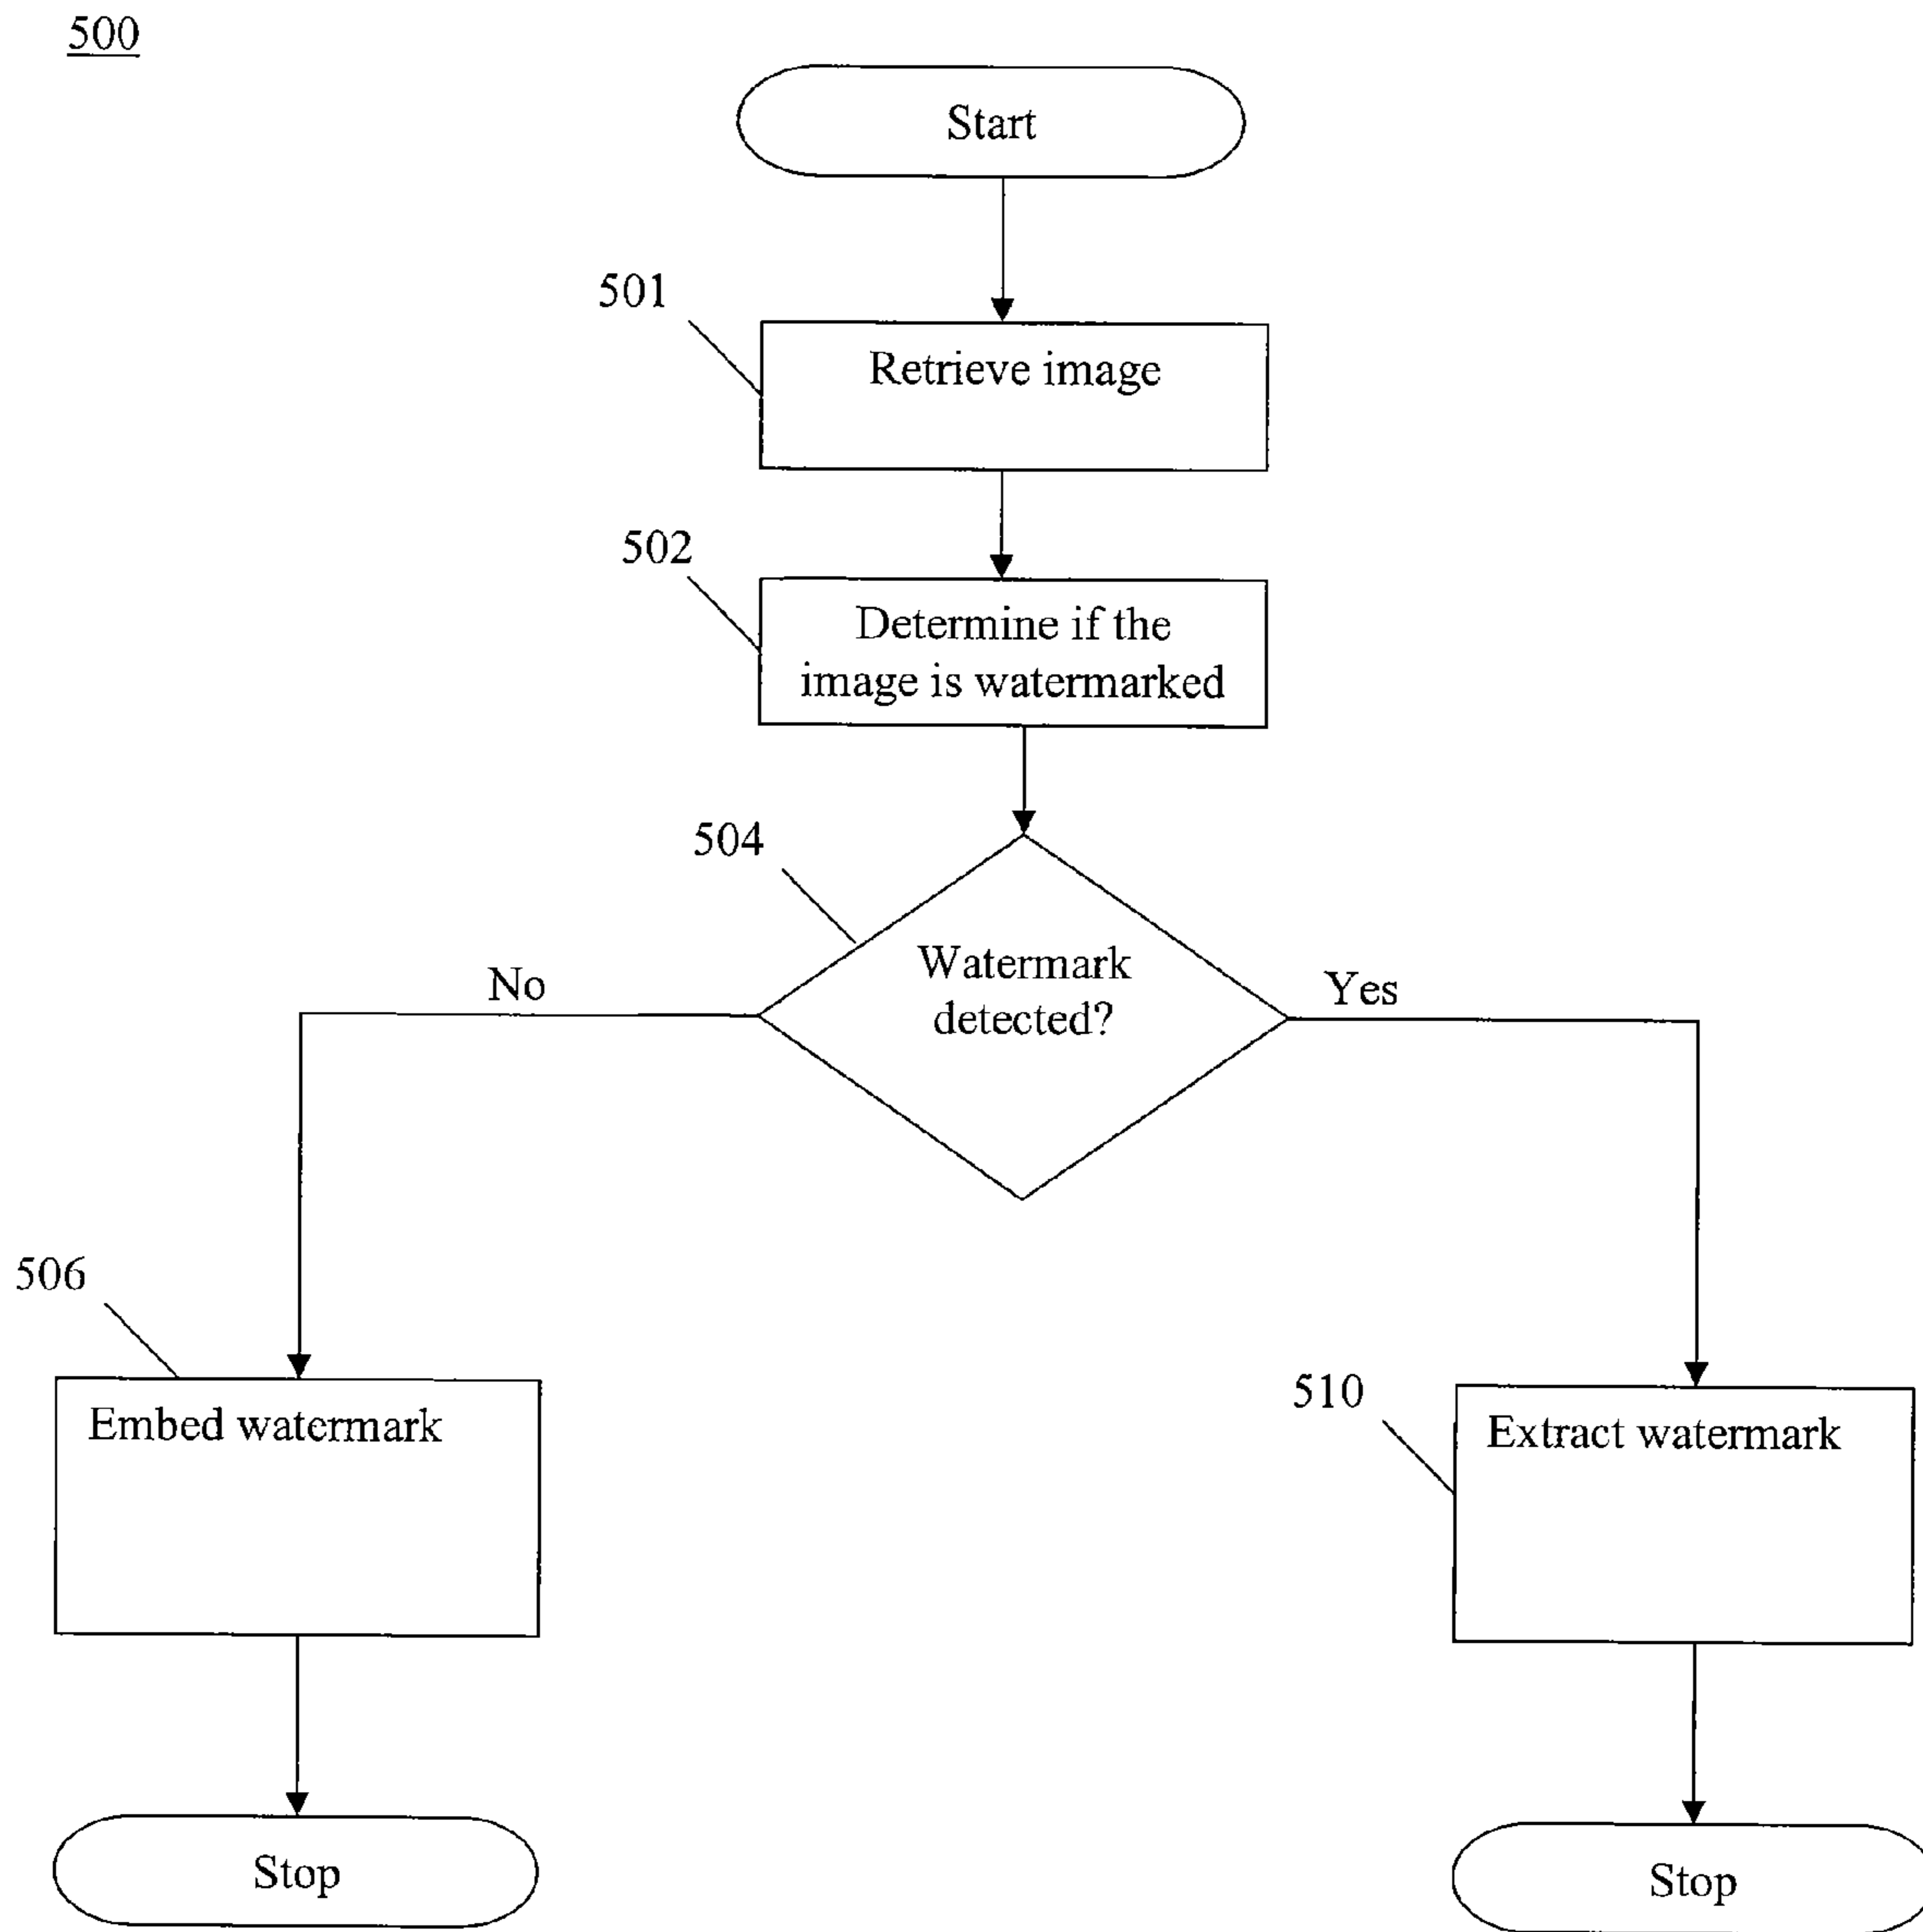 500
Start
501
Retrieve image
502
Determine if the
image is watermarked
504
Watermark
detected?
No
Yes
506
Embed watermark
510
Extract watermark
Stop
Stop